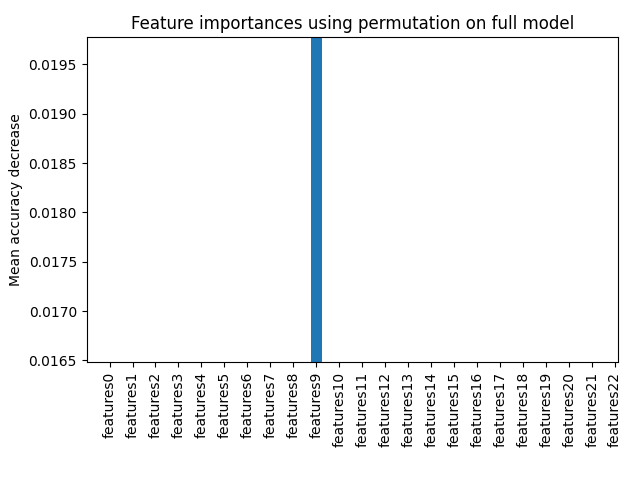 Feature importances using permutation on full model
Mean accuracy decrease
0.0195
0.0190
0.0185
0.0180
0.0175
0.0170
0.0165
features0
features1
features2
features3
features4
features5
features6
features7
features8
features9
features10
features11
features12
features13
features14
features15
features16
features17
features18
features19
features20
features21
features22